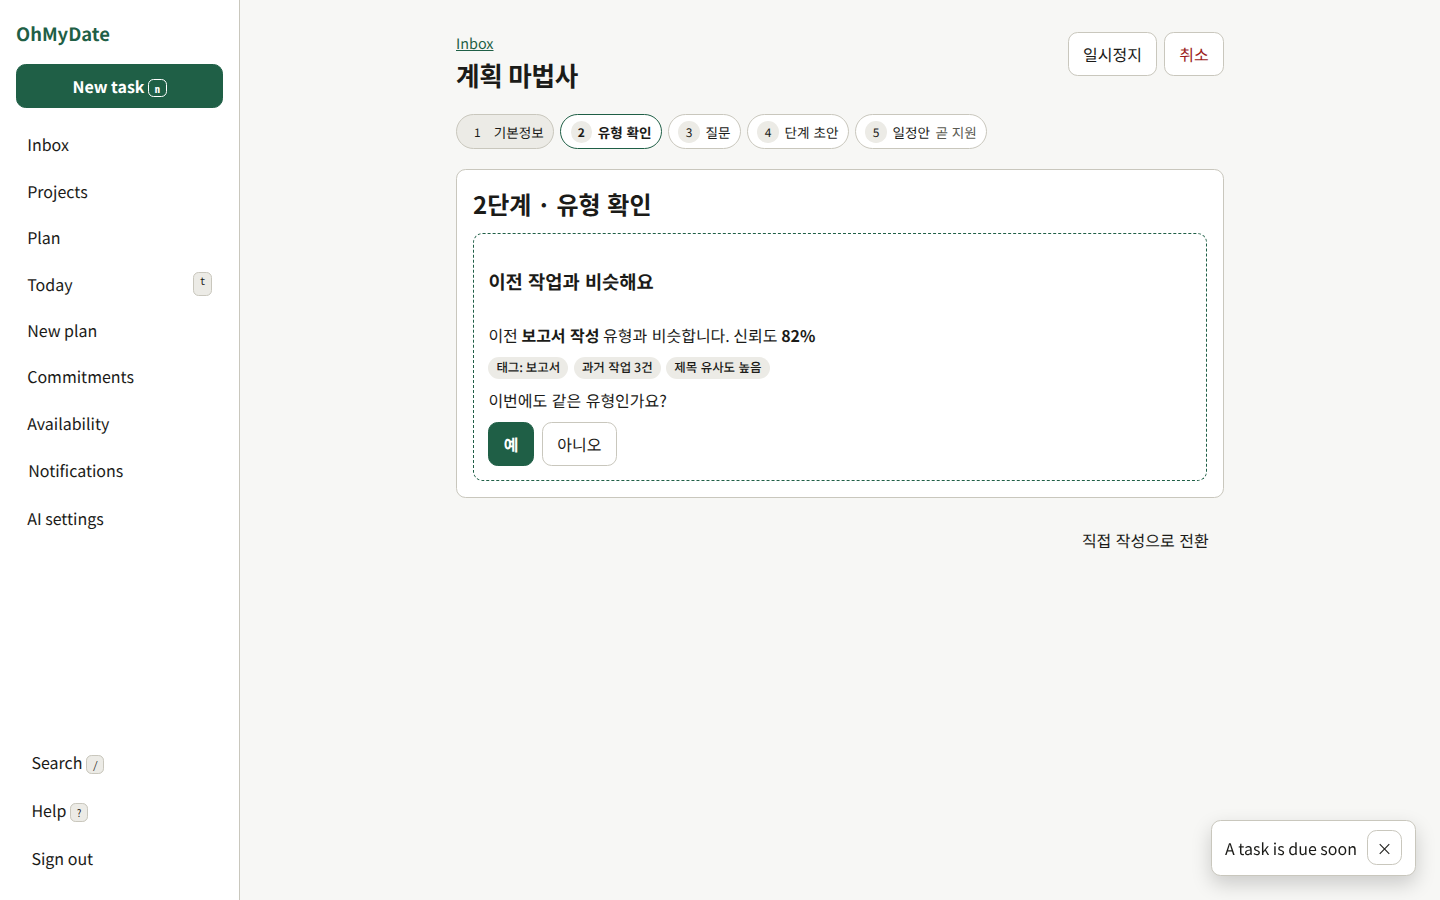 OhMyDate
New task n
Inbox
Projects
Plan
Today t
New plan
Commitments
Availability
Notifications
AI settings
Search /
Help ?
Sign out
Inbox
계획 마법사
일시정지 취소
1 기본정보 2 유형 확인 3 질문 4 단계 초안 5 일정안 곧 지원
2단계 · 유형 확인
이전 작업과 비슷해요
이전 보고서 작성 유형과 비슷합니다. 신뢰도 82%
태그: 보고서 과거 작업 3건 제목 유사도 높음
이번에도 같은 유형인가요?
예 아니오
직접 작성으로 전환
A task is due soon